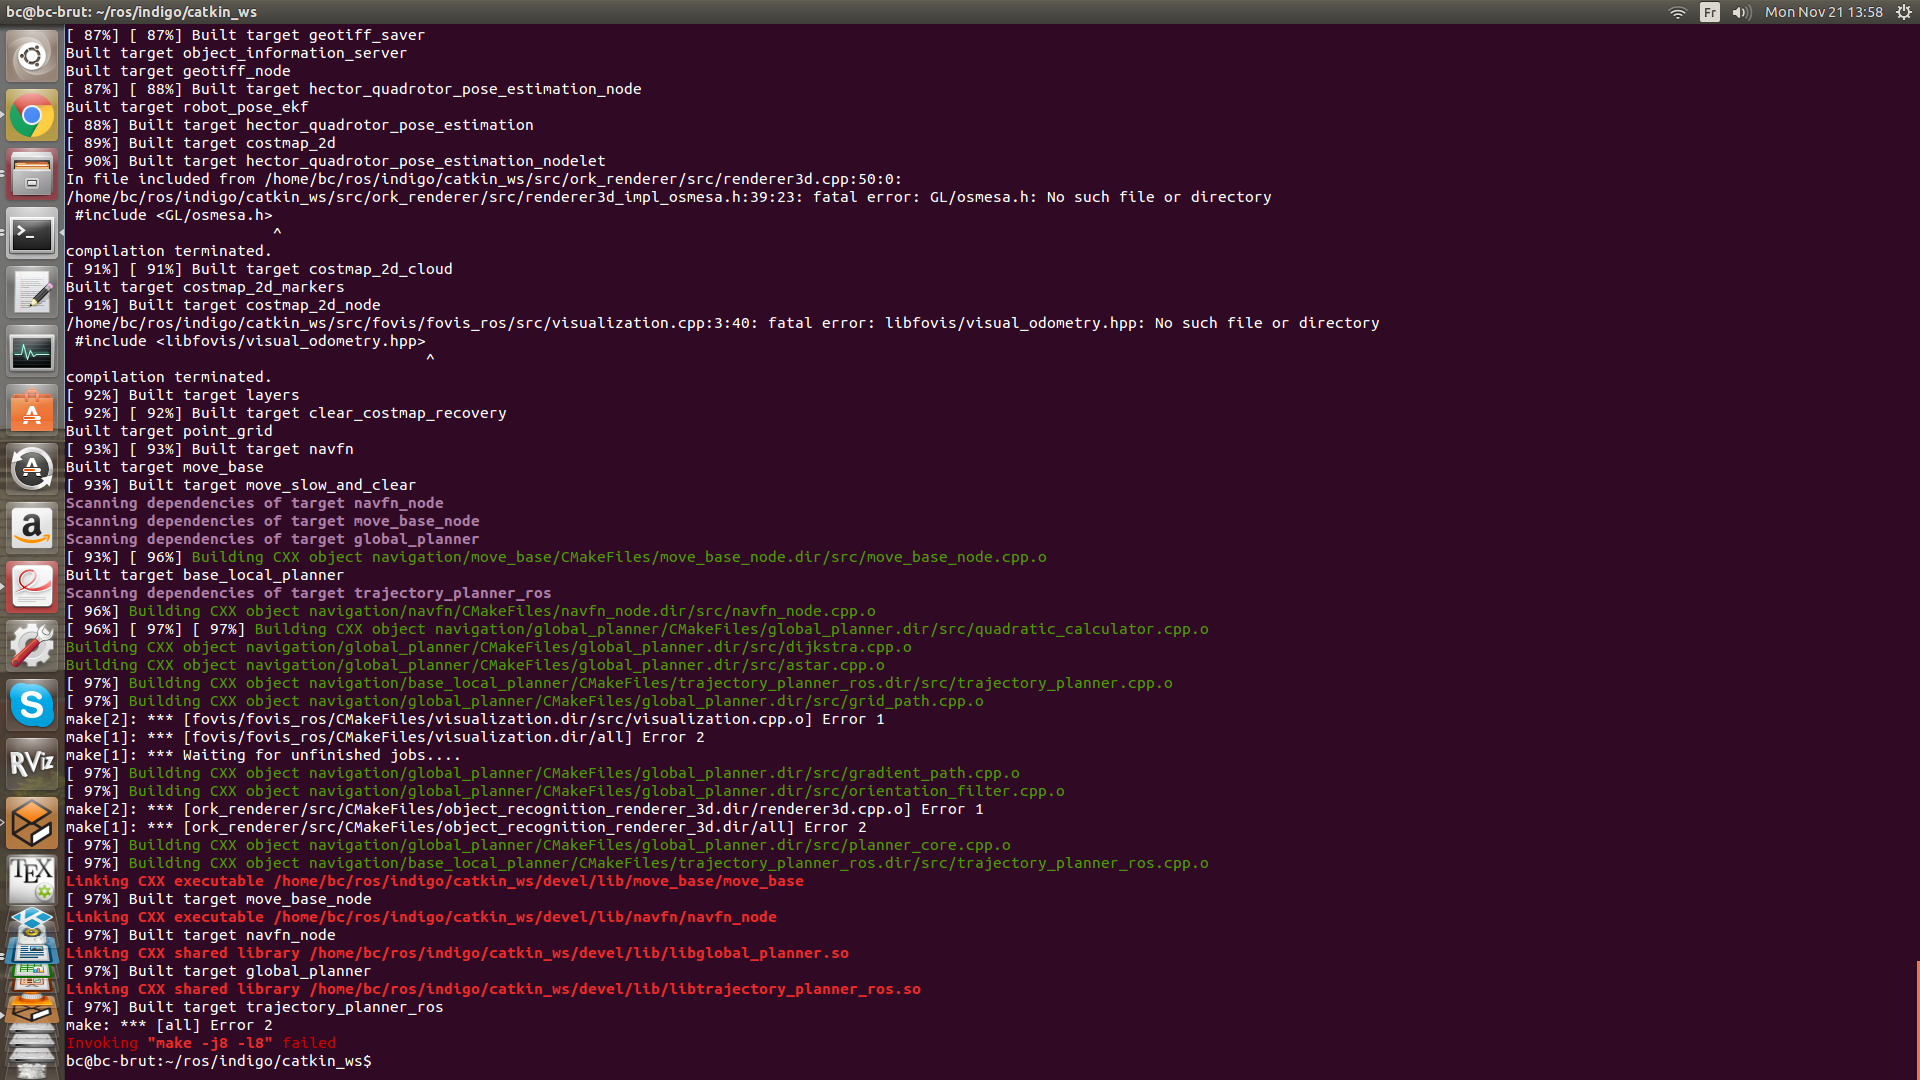 bc@bc-brut: ~/ros/indigo/catkin_ws
Fr
Mon Nov 21 13:58
[ 87%] [ 87%] Built target geotiff_saver
Built target object_information_server
Built target geotiff_node
[ 87%] [ 88%] Built target hector_quadrotor_pose_estimation_node
Built target robot_pose_ekf
[ 88%] Built target hector_quadrotor_pose_estimation
[ 89%] Built target costmap_2d
[ 90%] Built target hector_quadrotor_pose_estimation_nodelet
In file included from /home/bc/ros/indigo/catkin_ws/src/ork_renderer/src/renderer3d.cpp:50:0:
/home/bc/ros/indigo/catkin_ws/src/ork_renderer/src/renderer3d_impl_osmesa.h:39:23: fatal error: GL/osmesa.h: No such file or directory
 #include <GL/osmesa.h>
                       ^
compilation terminated.
[ 91%] [ 91%] Built target costmap_2d_cloud
Built target costmap_2d_markers
[ 91%] Built target costmap_2d_node
/home/bc/ros/indigo/catkin_ws/src/fovis/fovis_ros/src/visualization.cpp:3:40: fatal error: libfovis/visual_odometry.hpp: No such file or directory
 #include <libfovis/visual_odometry.hpp>
                                        ^
compilation terminated.
[ 92%] Built target layers
[ 92%] [ 92%] Built target clear_costmap_recovery
Built target point_grid
[ 93%] [ 93%] Built target navfn
Built target move_base
[ 93%] Built target move_slow_and_clear
Scanning dependencies of target navfn_node
Scanning dependencies of target move_base_node
Scanning dependencies of target global_planner
[ 93%] [ 96%] Building CXX object navigation/move_base/CMakeFiles/move_base_node.dir/src/move_base_node.cpp.o
Built target base_local_planner
Scanning dependencies of target trajectory_planner_ros
[ 96%] Building CXX object navigation/navfn/CMakeFiles/navfn_node.dir/src/navfn_node.cpp.o
[ 96%] [ 97%] [ 97%] Building CXX object navigation/global_planner/CMakeFiles/global_planner.dir/src/quadratic_calculator.cpp.o
Building CXX object navigation/global_planner/CMakeFiles/global_planner.dir/src/dijkstra.cpp.o
Building CXX object navigation/global_planner/CMakeFiles/global_planner.dir/src/astar.cpp.o
[ 97%] Building CXX object navigation/base_local_planner/CMakeFiles/trajectory_planner_ros.dir/src/trajectory_planner.cpp.o
[ 97%] Building CXX object navigation/global_planner/CMakeFiles/global_planner.dir/src/grid_path.cpp.o
make[2]: *** [fovis/fovis_ros/CMakeFiles/visualization.dir/src/visualization.cpp.o] Error 1
make[1]: *** [fovis/fovis_ros/CMakeFiles/visualization.dir/all] Error 2
make[1]: *** Waiting for unfinished jobs....
[ 97%] Building CXX object navigation/global_planner/CMakeFiles/global_planner.dir/src/gradient_path.cpp.o
[ 97%] Building CXX object navigation/global_planner/CMakeFiles/global_planner.dir/src/orientation_filter.cpp.o
make[2]: *** [ork_renderer/src/CMakeFiles/object_recognition_renderer_3d.dir/renderer3d.cpp.o] Error 1
make[1]: *** [ork_renderer/src/CMakeFiles/object_recognition_renderer_3d.dir/all] Error 2
[ 97%] Building CXX object navigation/global_planner/CMakeFiles/global_planner.dir/src/planner_core.cpp.o
[ 97%] Building CXX object navigation/base_local_planner/CMakeFiles/trajectory_planner_ros.dir/src/trajectory_planner_ros.cpp.o
Linking CXX executable /home/bc/ros/indigo/catkin_ws/devel/lib/move_base/move_base
[ 97%] Built target move_base_node
Linking CXX executable /home/bc/ros/indigo/catkin_ws/devel/lib/navfn/navfn_node
[ 97%] Built target navfn_node
Linking CXX shared library /home/bc/ros/indigo/catkin_ws/devel/lib/libglobal_planner.so
[ 97%] Built target global_planner
Linking CXX shared library /home/bc/ros/indigo/catkin_ws/devel/lib/libtrajectory_planner_ros.so
[ 97%] Built target trajectory_planner_ros
make: *** [all] Error 2
Invoking "make -j8 -l8" failed
bc@bc-brut:~/ros/indigo/catkin_ws$
a
S
RViz
TEX